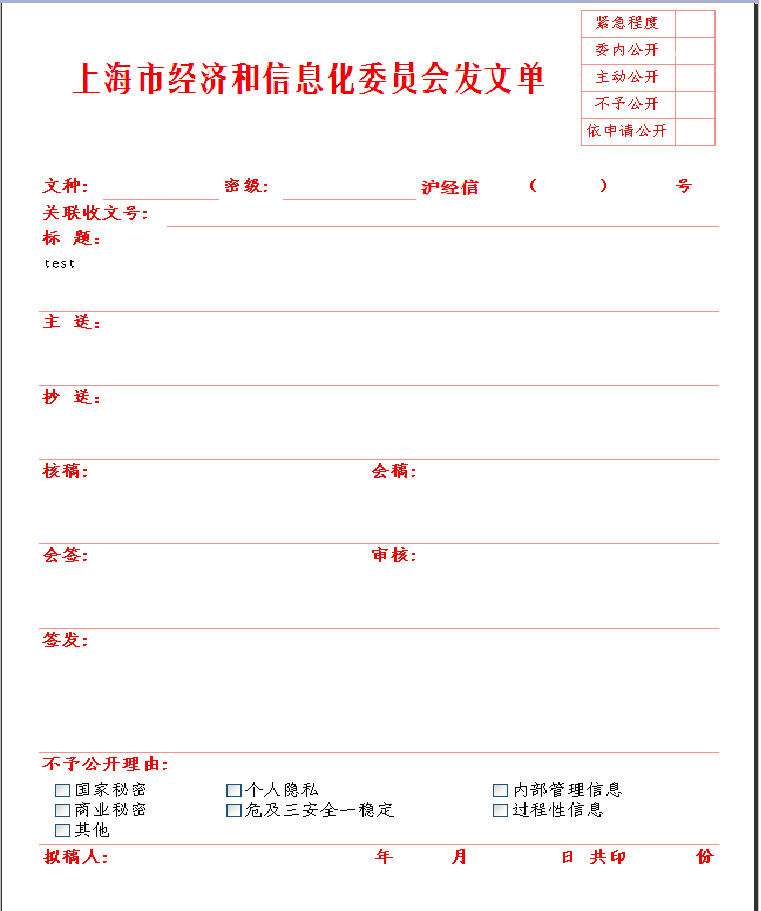 紧急程度
委内公开
主动公开
不予公开
依申请公开
上海市经济和信息化委员会发文单
文种: 密级: 沪经信 ( ) 号
关联收文号:
标 题:
test
主 送:
抄 送:
核稿: 会稿:
会签: 审核:
签发:
不予公开理由:
国家秘密 个人隐私 内部管理信息
商业秘密 危及三安全一稳定 过程性信息
其他
拟稿人: 年 月 日 共印 份